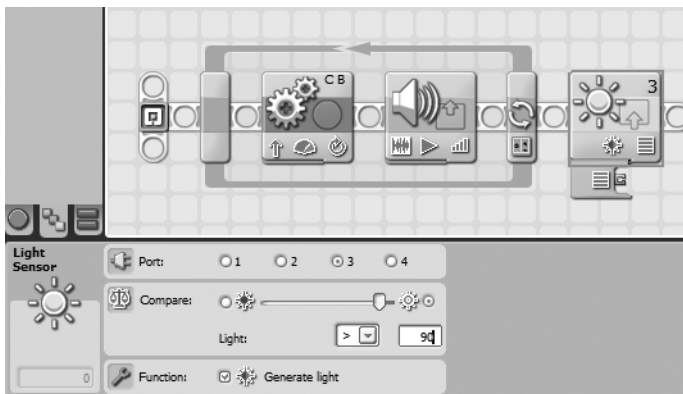 C B
3
Light
Sensor
0
Port:
1
2
3
4
Compare:
Light:
>
90
Function:
Generate light